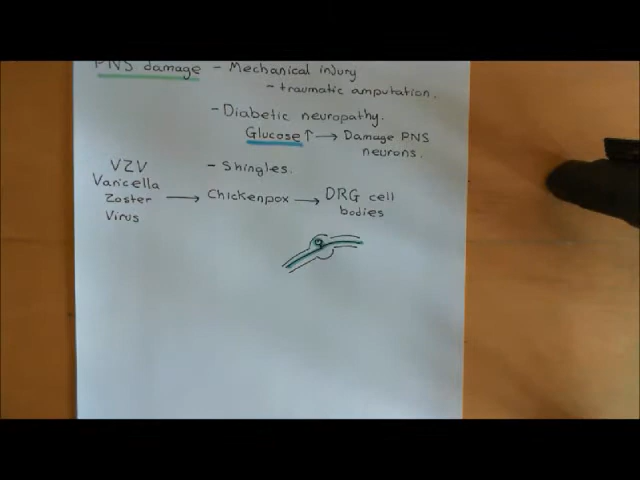 PNS damage - Mechanical injury
- traumatic amputation.
- Diabetic neuropathy.
Glucose ↑ → Damage PNS
neurons.
- Shingles.
VZV
Varicella
Zoster → Chickenpox → DRG cell
Virus
bodies